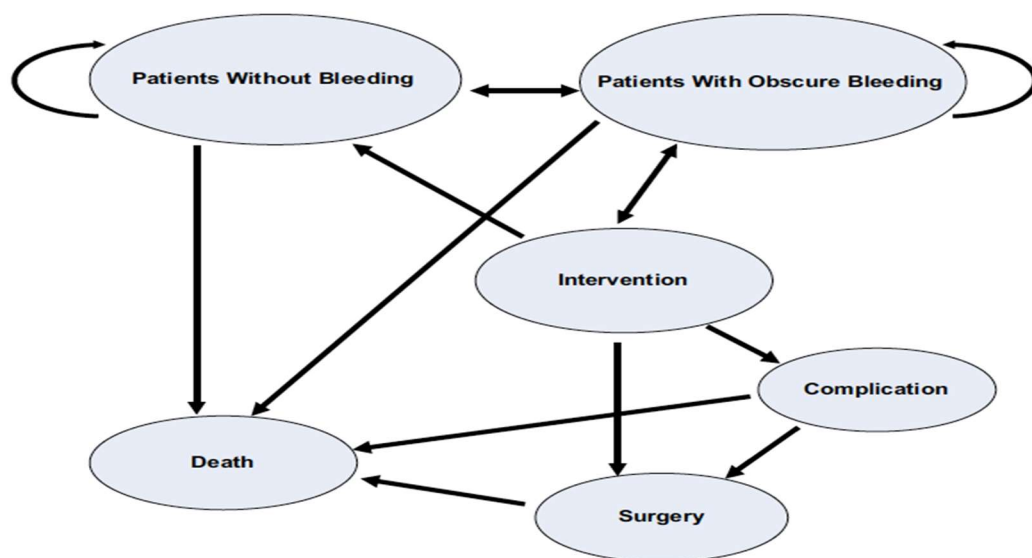 Patients Without Bleeding
Patients With Obscure Bleeding
Intervention
Complication
Death
Surgery